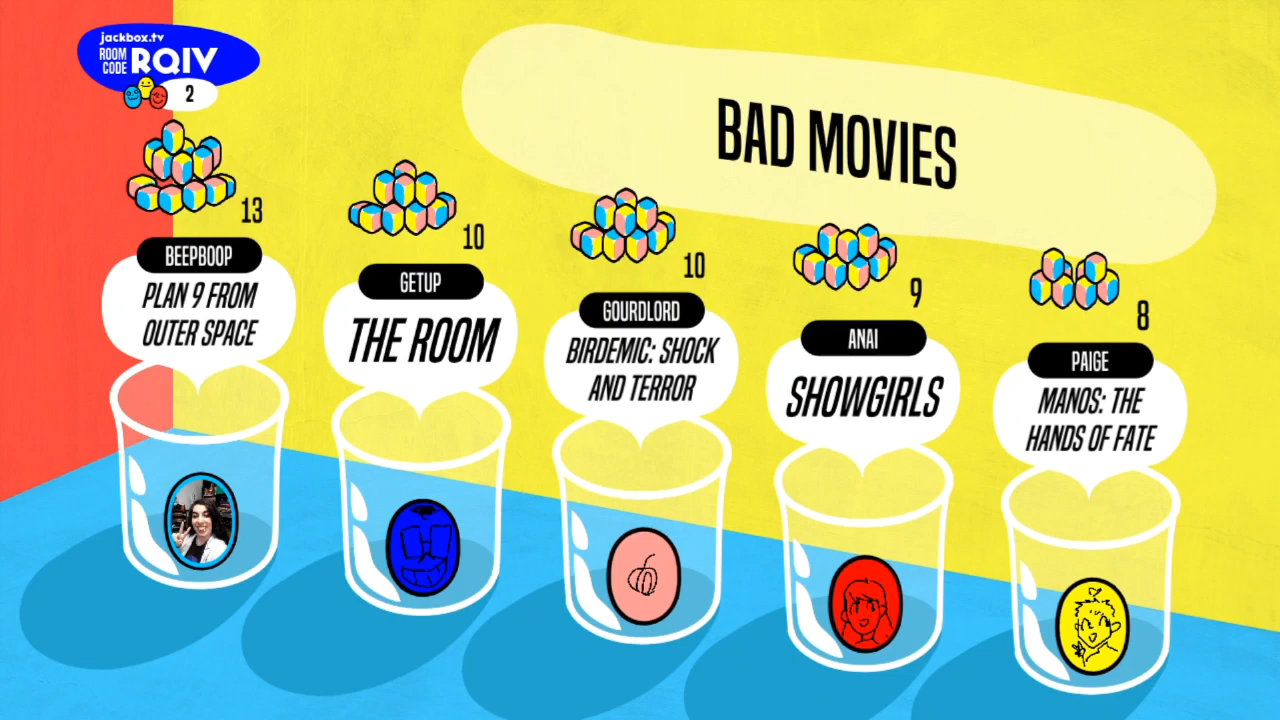 jackbox.tv
ROOM CODE RQIV
2
BAD MOVIES
13
BEEPBOOP
PLAN 9 FROM
OUTER SPACE
10
GETUP
THE ROOM
10
GOURDLORD
BIRDEMIC: SHOCK
AND TERROR
9
ANAI
SHOWGIRLS
8
PAIGE
MANOS: THE
HANDS OF FATE